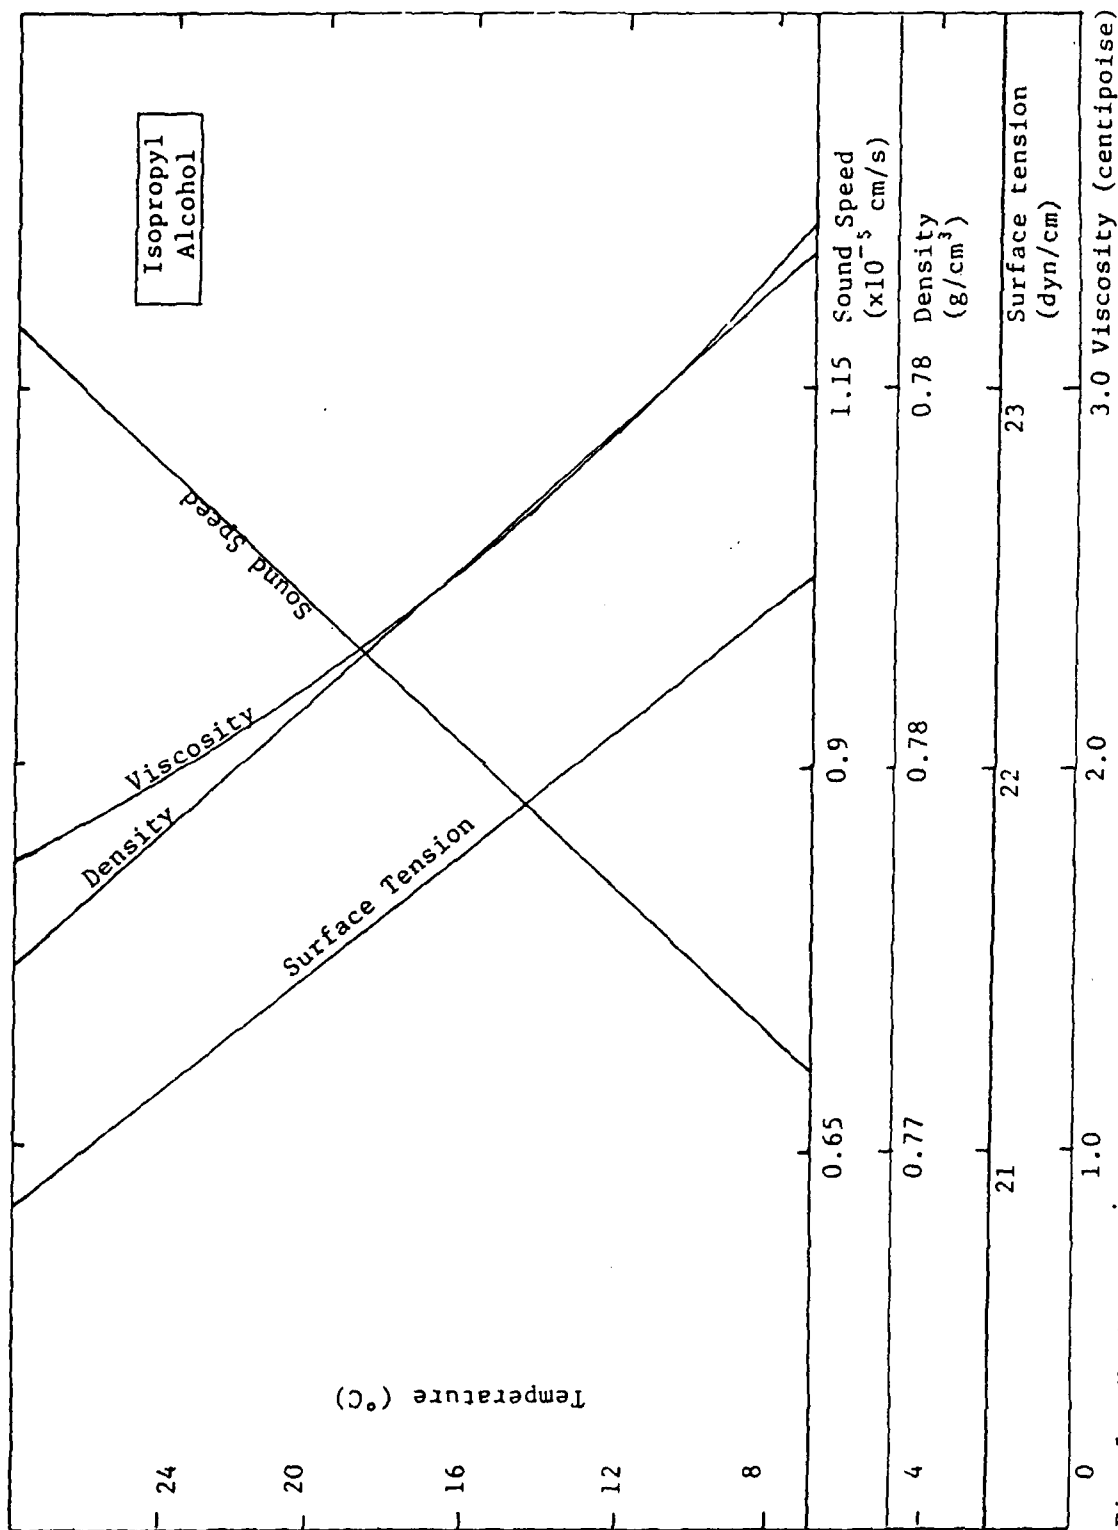 Isopropyl
Alcohol
Sound Speed
Viscosity
Density
Surface Tension
Temperature (°C)
24
20
16
12
8
4
0
0.65
0.9
1.15
Sound Speed
(x10⁻⁵ cm/s)
0.77
0.78
0.78
Density
(g/cm³)
21
22
23
Surface tension
(dyn/cm)
1.0
2.0
3.0
Viscosity (centipoise)